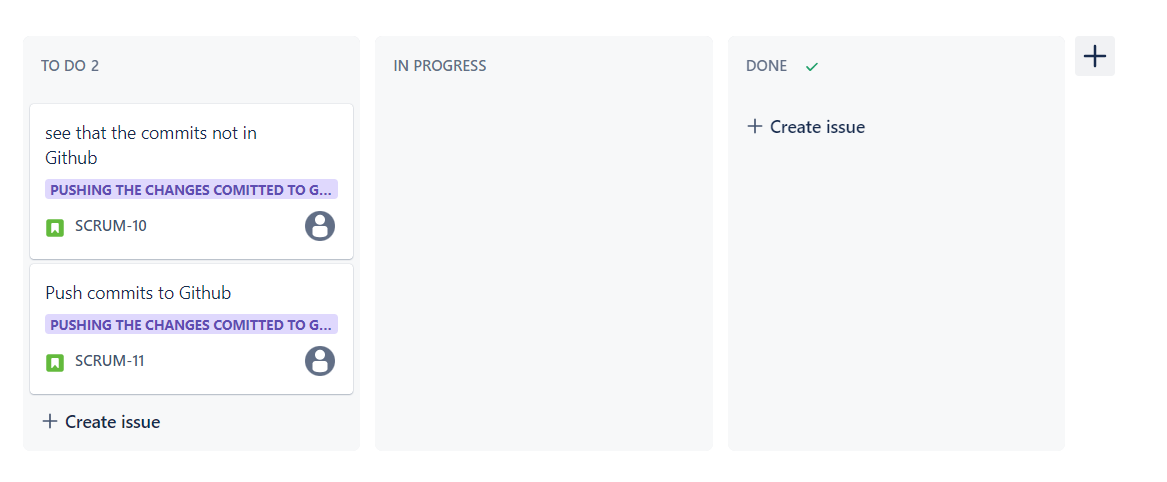 TO DO 2
see that the commits not in
Github
PUSHING THE CHANGES COMITTED TO G...
SCRUM-10
Push commits to Github
PUSHING THE CHANGES COMITTED TO G...
SCRUM-11
+ Create issue
IN PROGRESS
DONE ✓
+ Create issue
+